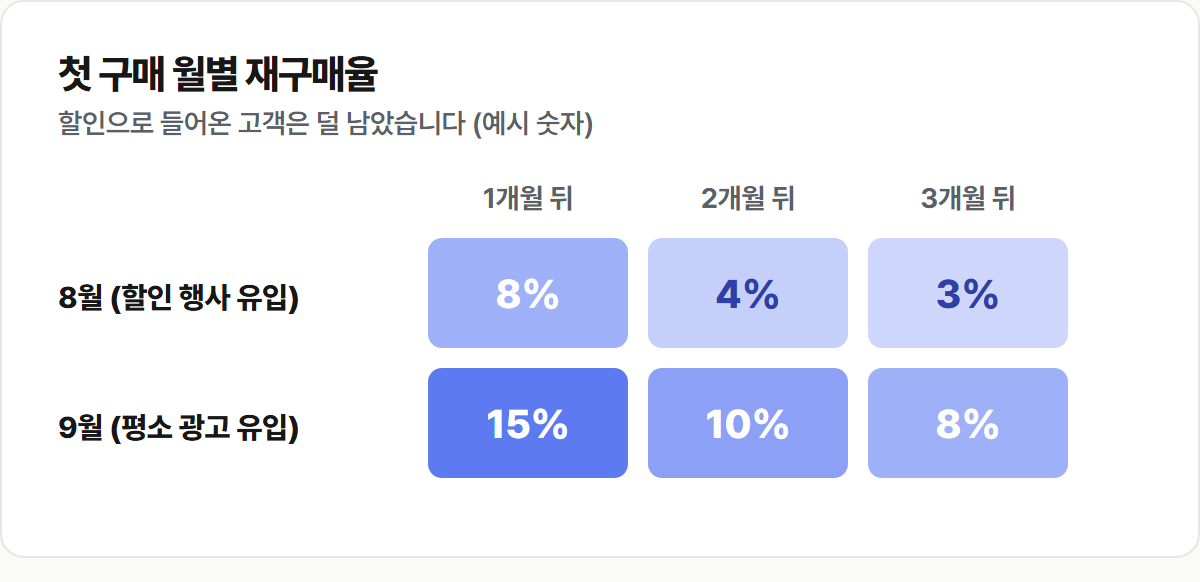 첫 구매 월별 재구매율
할인으로 들어온 고객은 덜 남았습니다 (예시 숫자)
1개월 뒤 2개월 뒤 3개월 뒤
8월 (할인 행사 유입) 8% 4% 3%
9월 (평소 광고 유입) 15% 10% 8%